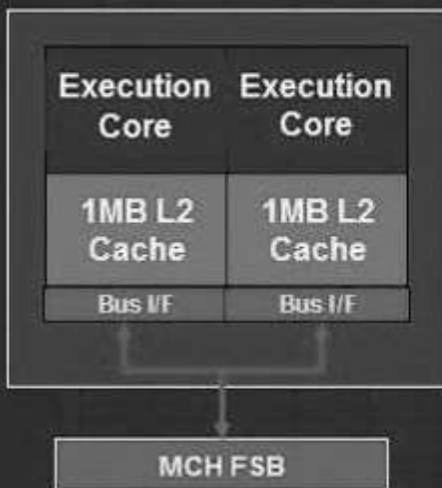 Execution Core
Execution Core
1MB L2 Cache
1MB L2 Cache
Bus I/F
Bus I/F
MCH FSB